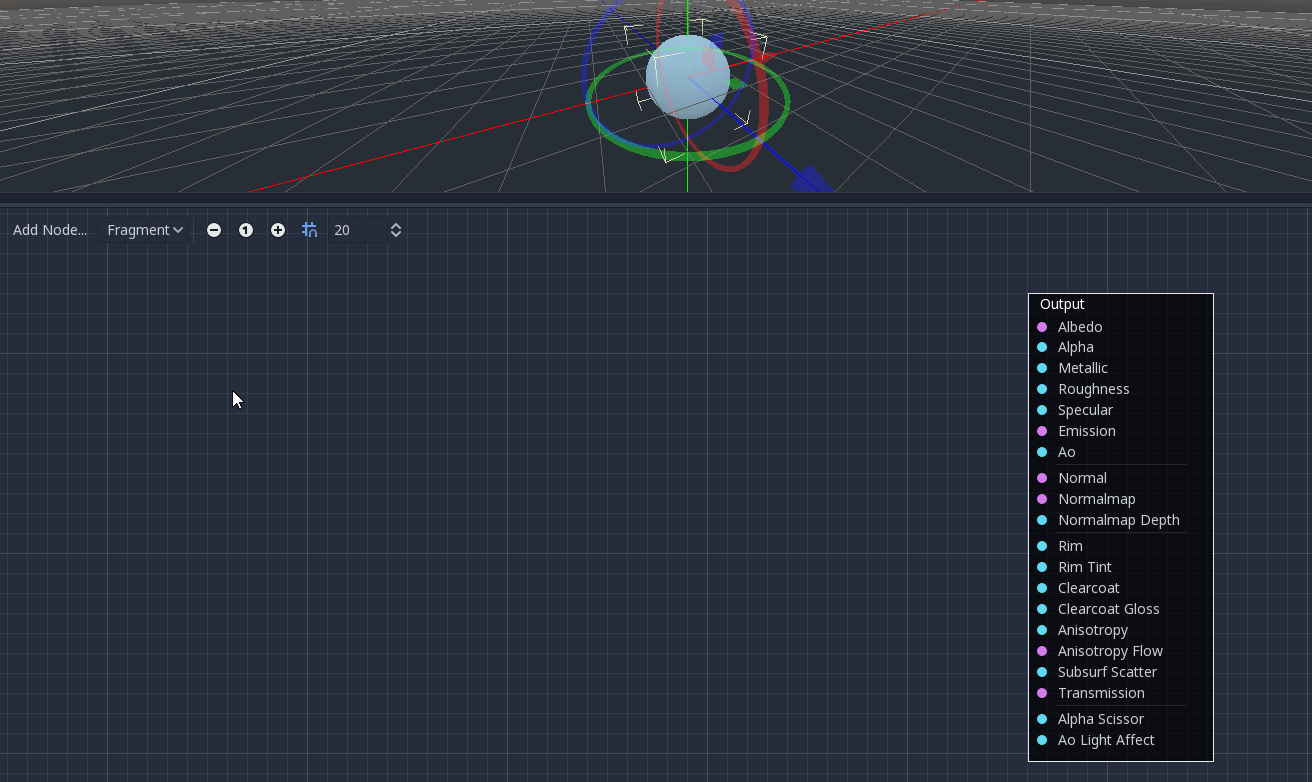 Add Node... Fragment 1 20
Output
Albedo
Alpha
Metallic
Roughness
Specular
Emission
Ao
Normal
Normalmap
Normalmap Depth
Rim
Rim Tint
Clearcoat
Clearcoat Gloss
Anisotropy
Anisotropy Flow
Subsurf Scatter
Transmission
Alpha Scissor
Ao Light Affect